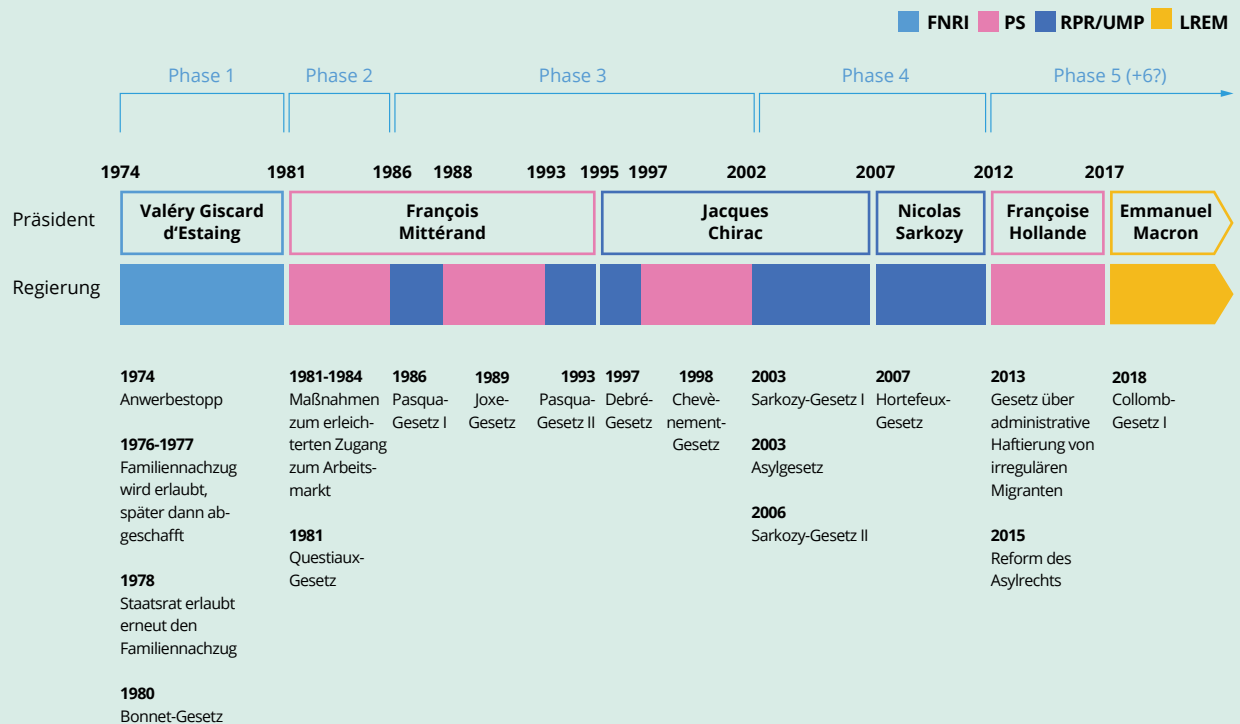 FNRI PS RPR/UMP LREM
Phase 1 Phase 2 Phase 3 Phase 4 Phase 5 (+6?)
1974 1981 1986 1988 1993 1995 1997 2002 2007 2012 2017
Präsident
Valéry Giscard
d‘Estaing
François
Mittérand
Jacques
Chirac
Nicolas
Sarkozy
Françoise
Hollande
Emmanuel
Macron
Regierung
1974
Anwerbestopp
1976-1977
Familiennachzug
wird erlaubt,
später dann ab-
geschafft
1978
Staatsrat erlaubt
erneut den
Familiennachzug
1980
Bonnet-Gesetz
1981-1984
Maßnahmen
zum erleich-
terten Zugang
zum Arbeits-
markt
1981
Questiaux-
Gesetz
1986
Pasqua-
Gesetz I
1989
Joxe-
Gesetz
1993
Pasqua-
Gesetz II
1997
Debré-
Gesetz
1998
Chevè-
nement-
Gesetz
2003
Sarkozy-Gesetz I
2003
Asylgesetz
2006
Sarkozy-Gesetz II
2007
Hortefeux-
Gesetz
2013
Gesetz über
administrative
Haftierung von
irregulären
Migranten
2015
Reform des
Asylrechts
2018
Collomb-
Gesetz I